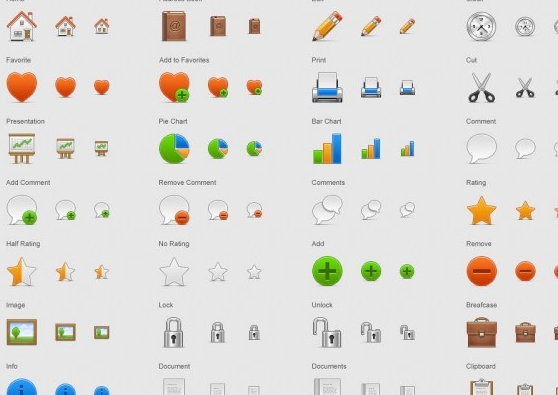 Favorite
Add to Favorites
Print
Cut
Presentation
Pie Chart
Bar Chart
Comment
Add Comment
Remove Comment
Comments
Rating
Half Rating
No Rating
Add
Remove
Image
Lock
Unlock
Breafcase
Info
Document
Documents
Clipboard